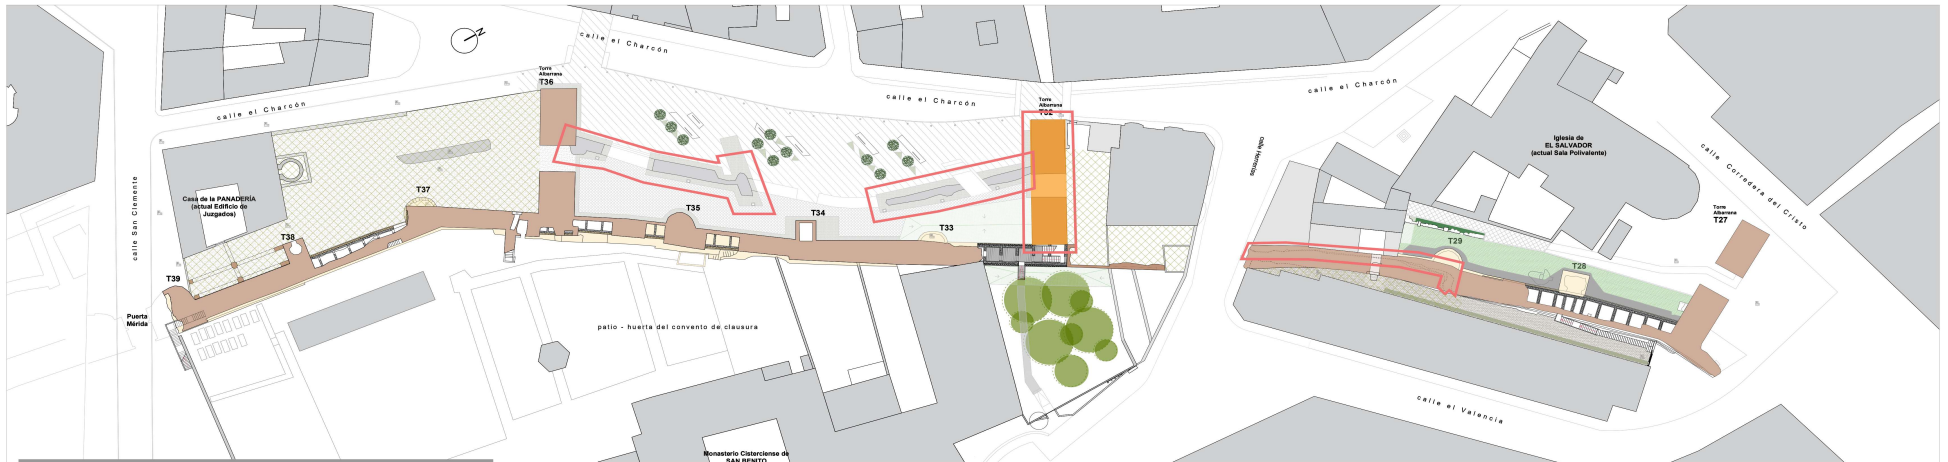 N
calle el Charcón
Torre
Albarrana
T36
calle el Charcón
calle el Charcón
Torre
Albarrana
T32
calle el Charcón
calle Herrerías
Iglesia de
EL SALVADOR
(actual Sala Polivalente)
calle Corredera del Cristo
Torre
Albarrana
T27
calle San Clemente
Casa de la PANADERÍA
(actual Edificio de
Juzgados)
T37
T35
T34
T33
T38
T39
T29
T28
Puerta
Mérida
patio - huerta del convento de clausura
calle el Valencia
Monasterio Cisterciense de
SAN BENITO